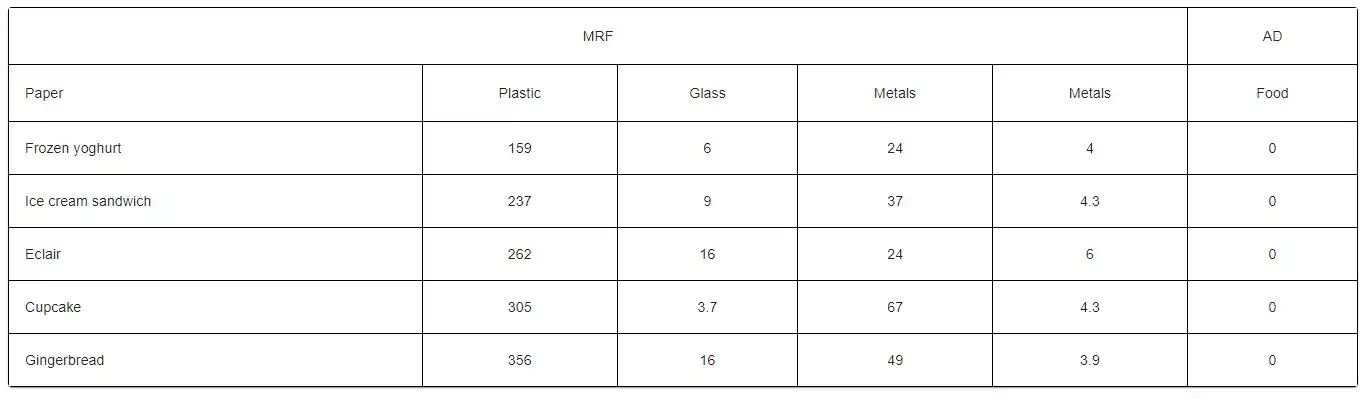 MRF AD
Paper Plastic Glass Metals Metals Food
Frozen yoghurt 159 6 24 4 0
Ice cream sandwich 237 9 37 4.3 0
Eclair 262 16 24 6 0
Cupcake 305 3.7 67 4.3 0
Gingerbread 356 16 49 3.9 0